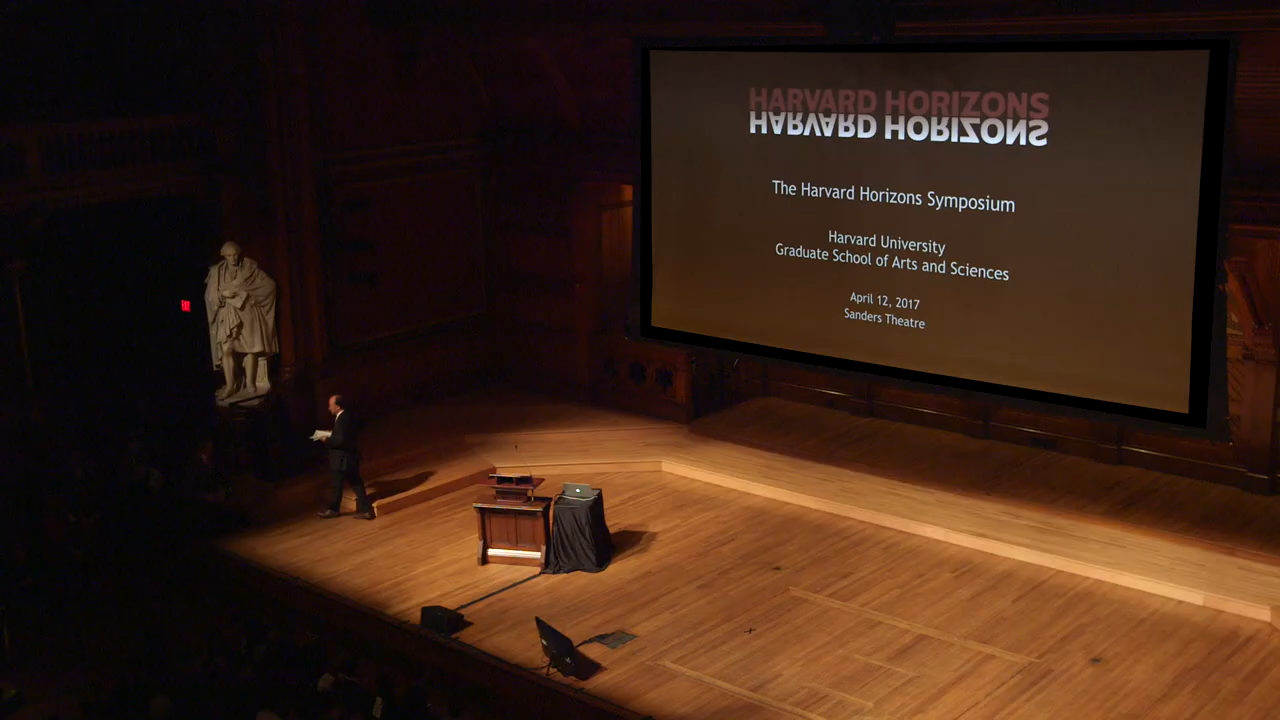 HARVARD HORIZONS
HARVARD HORIZONS
The Harvard Horizons Symposium
Harvard University
Graduate School of Arts and Sciences
April 12, 2017
Sanders Theatre